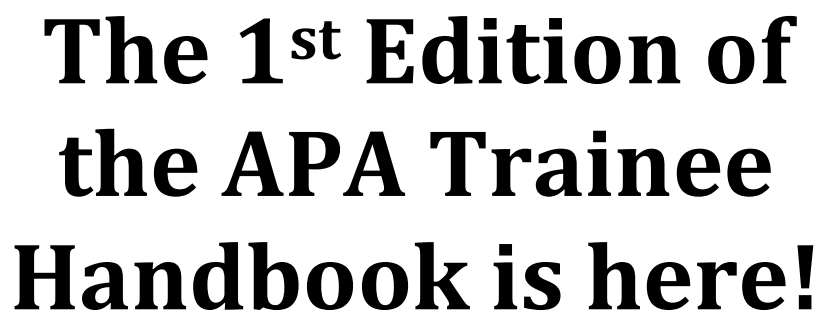 The 1st Edition of
the APA Trainee
Handbook is here!